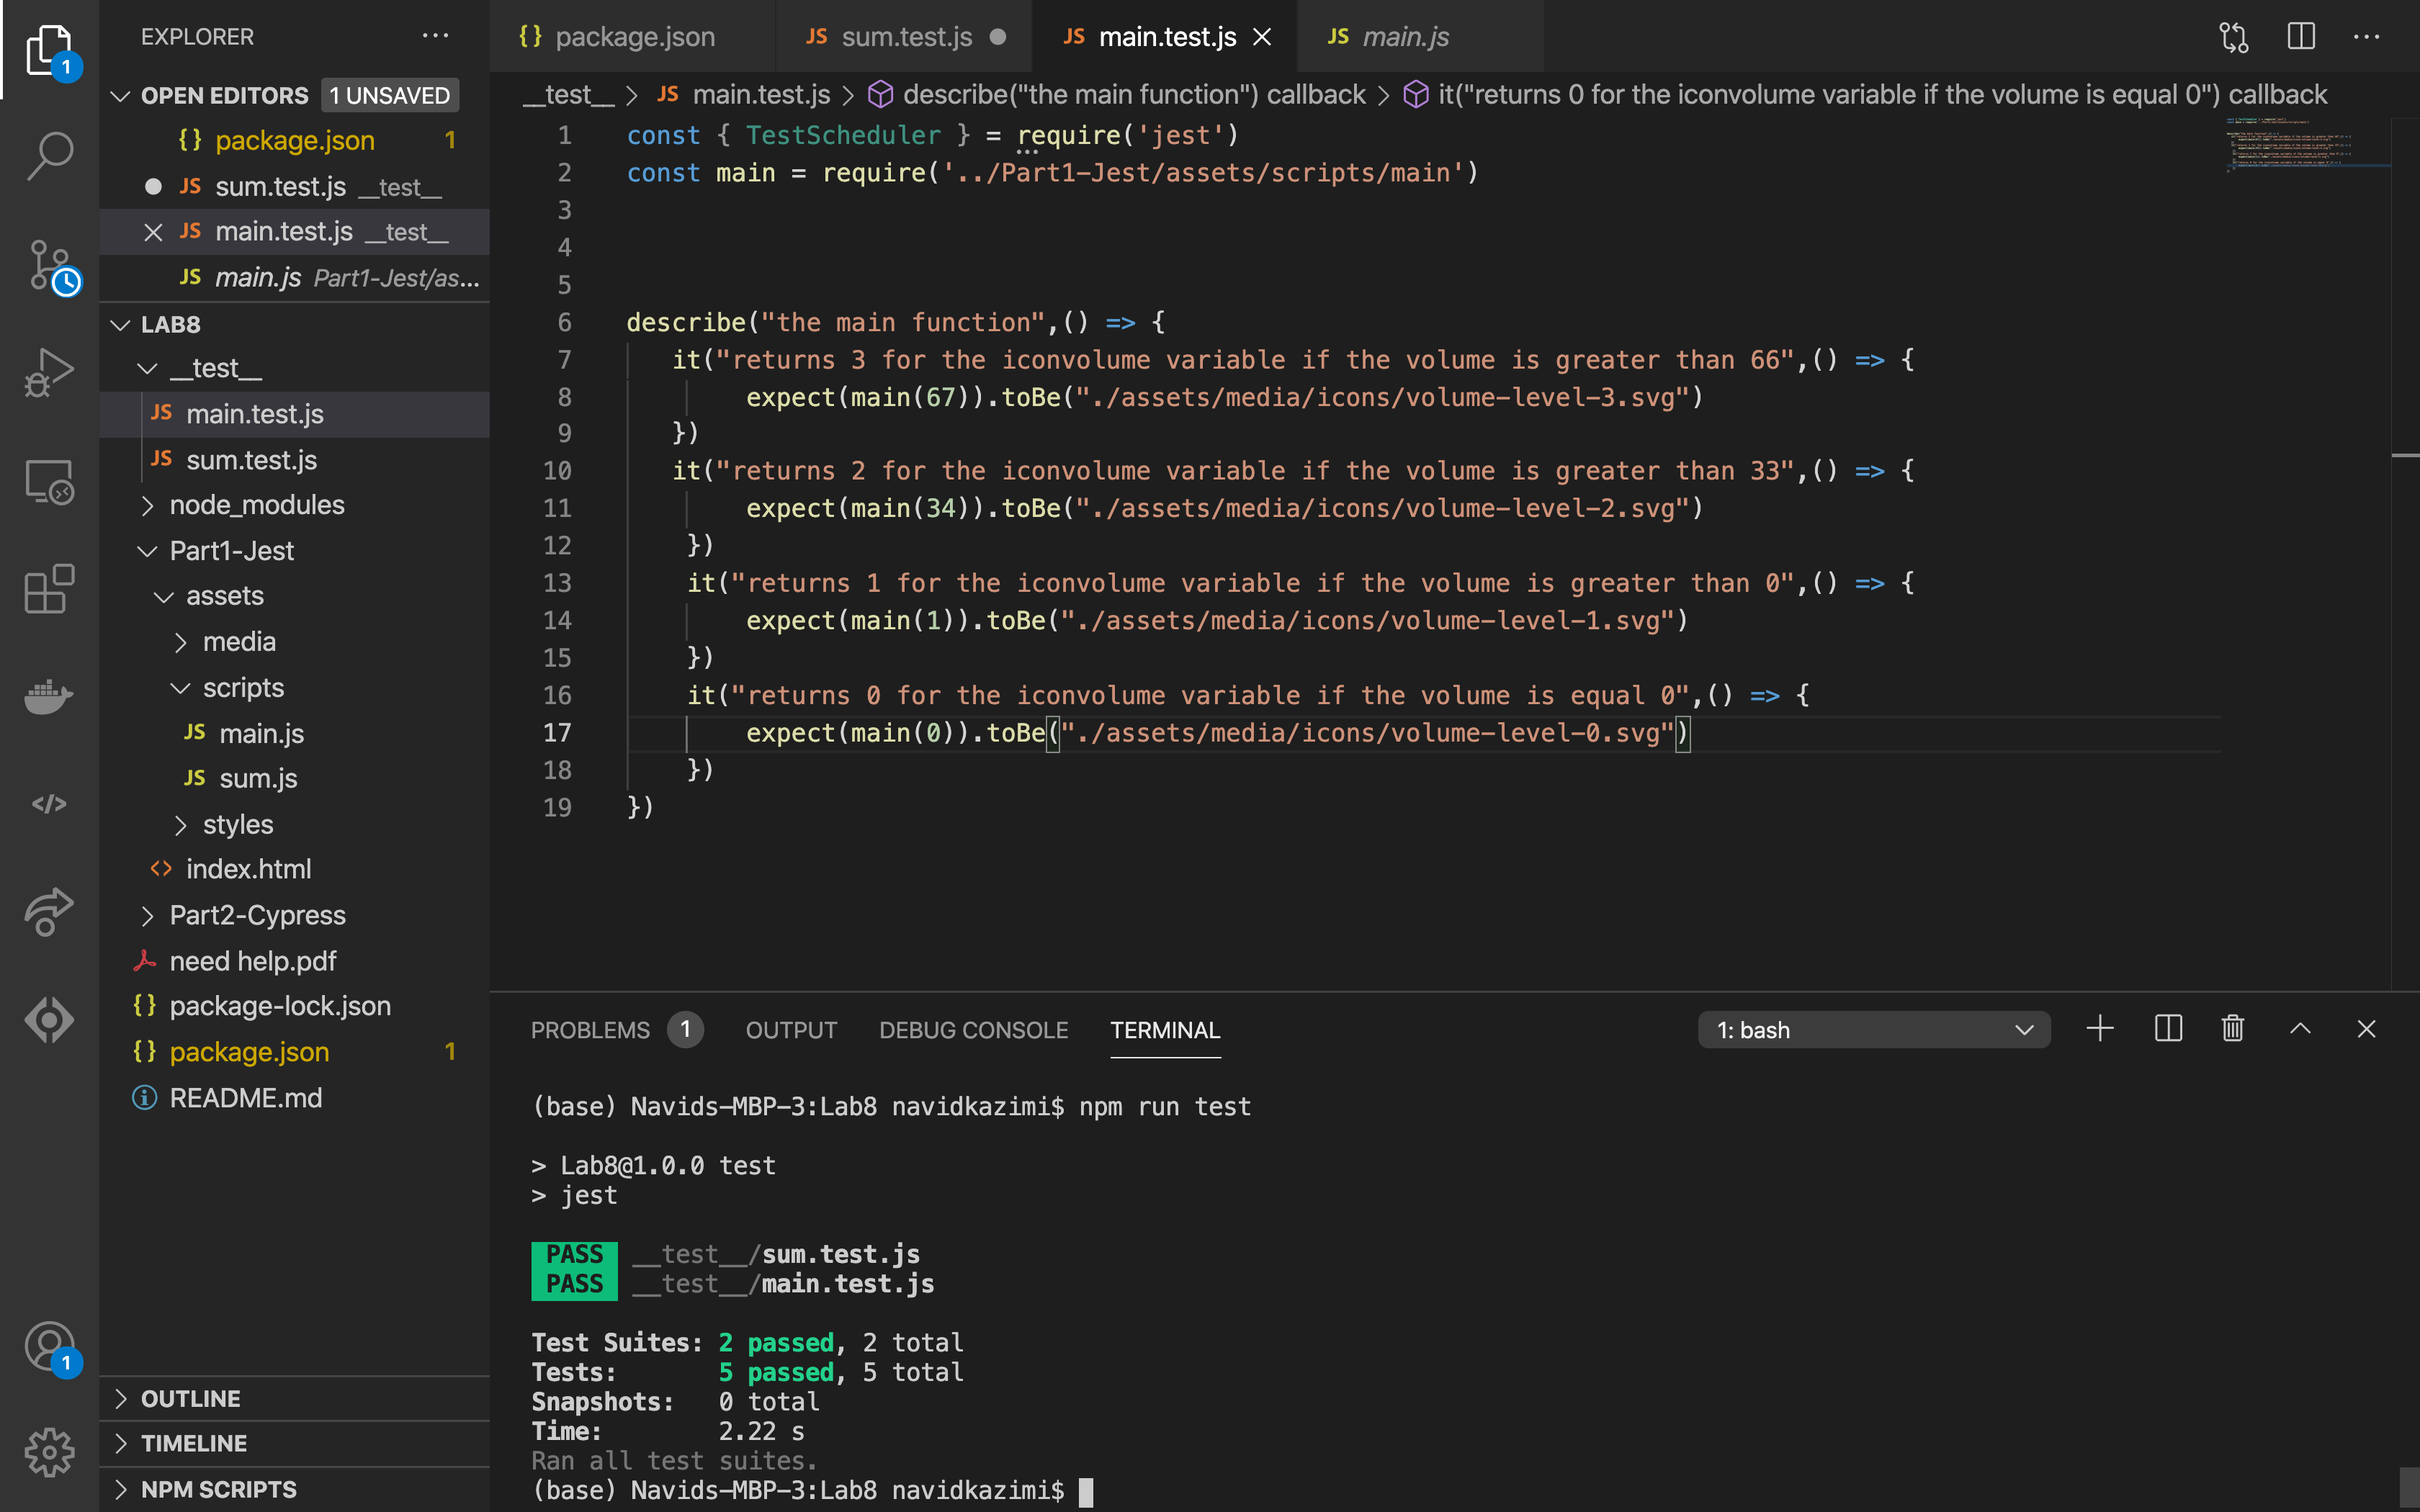 EXPLORER
OPEN EDITORS 1 UNSAVED
{} package.json 1
JS sum.test.js __test__
JS main.test.js __test__
JS main.js Part1-Jest/as...
LAB8
__test__
JS main.test.js
JS sum.test.js
node_modules
Part1-Jest
assets
media
scripts
JS main.js
JS sum.js
styles
<> index.html
Part2-Cypress
need help.pdf
{} package-lock.json
{} package.json 1
README.md
OUTLINE
TIMELINE
NPM SCRIPTS
1
1
{} package.json JS sum.test.js JS main.test.js JS main.js
__test__ > JS main.test.js > describe("the main function") callback > it("returns 0 for the iconvolume variable if the volume is equal 0") callback
1 const { TestScheduler } = require('jest')
2 const main = require('../Part1-Jest/assets/scripts/main')
3
4
5
6 describe("the main function",() => {
7 it("returns 3 for the iconvolume variable if the volume is greater than 66",() => {
8 expect(main(67)).toBe("./assets/media/icons/volume-level-3.svg")
9 })
10 it("returns 2 for the iconvolume variable if the volume is greater than 33",() => {
11 expect(main(34)).toBe("./assets/media/icons/volume-level-2.svg")
12 })
13 it("returns 1 for the iconvolume variable if the volume is greater than 0",() => {
14 expect(main(1)).toBe("./assets/media/icons/volume-level-1.svg")
15 })
16 it("returns 0 for the iconvolume variable if the volume is equal 0",() => {
17 expect(main(0)).toBe("./assets/media/icons/volume-level-0.svg")
18 })
19 })
PROBLEMS 1 OUTPUT DEBUG CONSOLE TERMINAL 1: bash
(base) Navids-MBP-3:Lab8 navidkazimi$ npm run test
> Lab8@1.0.0 test
> jest
PASS __test__/sum.test.js
PASS __test__/main.test.js
Test Suites: 2 passed, 2 total
Tests: 5 passed, 5 total
Snapshots: 0 total
Time: 2.22 s
Ran all test suites.
(base) Navids-MBP-3:Lab8 navidkazimi$